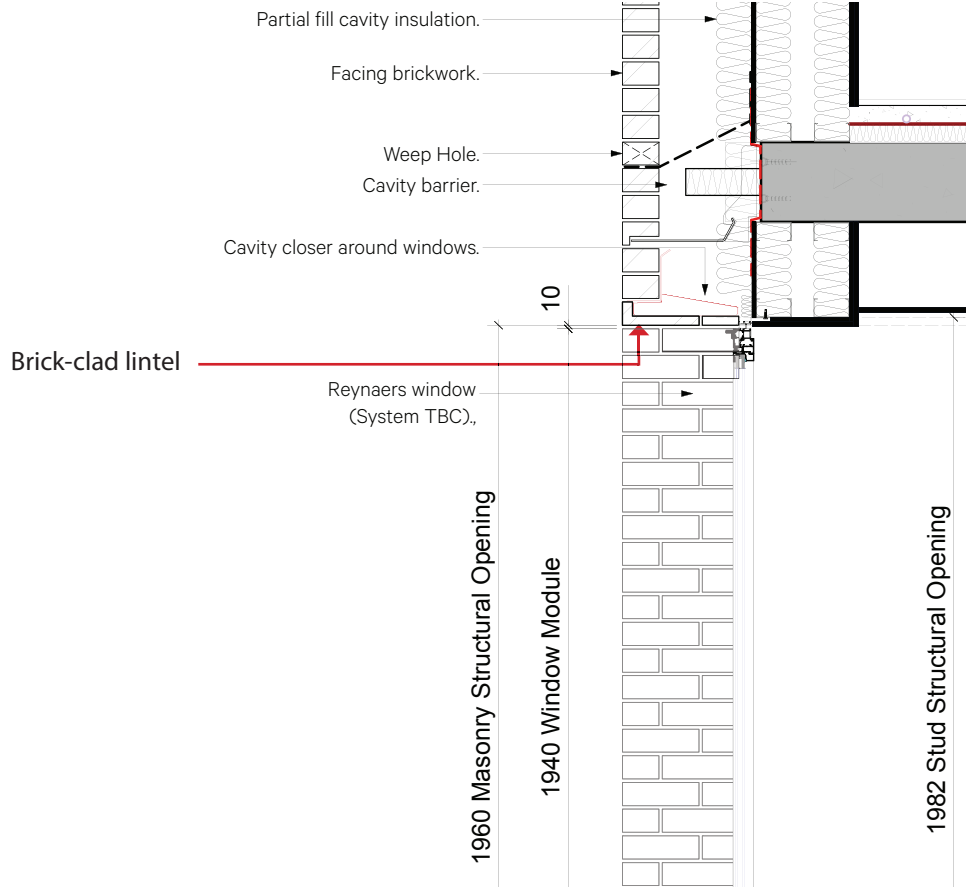 Partial fill cavity insulation.
Facing brickwork.
Weep Hole.
Cavity barrier.
Cavity closer around windows.
10
Brick-clad lintel
Reynaers window
(System TBC).,
1960 Masonry Structural Opening
1940 Window Module
1982 Stud Structural Opening